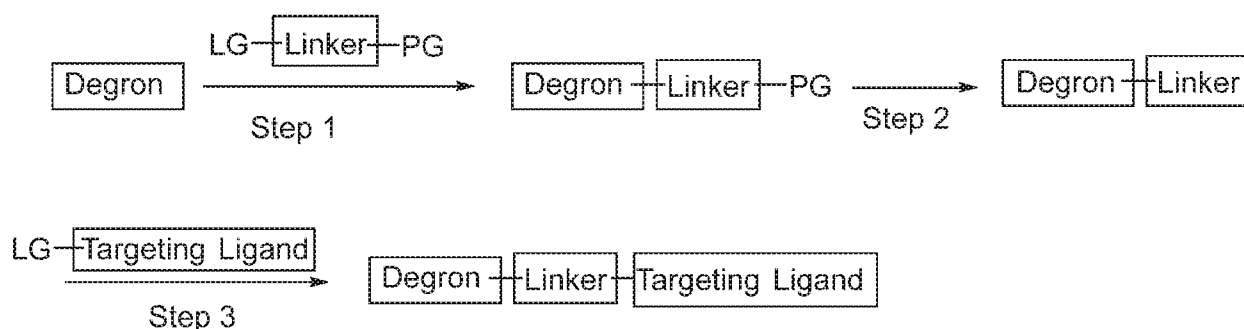 LG Linker PG
Degron Degron Linker PG Degron Linker
Step 1 Step 2
LG Targeting Ligand
Degron Linker Targeting Ligand
Step 3